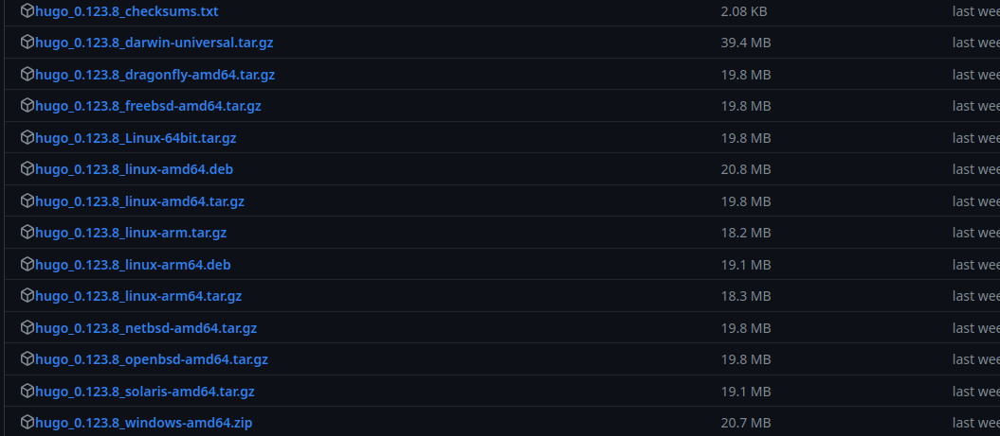 hugo_0.123.8_checksums.txt 2.08 KB last wee
hugo_0.123.8_darwin-universal.tar.gz 39.4 MB last wee
hugo_0.123.8_dragonfly-amd64.tar.gz 19.8 MB last wee
hugo_0.123.8_freebsd-amd64.tar.gz 19.8 MB last wee
hugo_0.123.8_Linux-64bit.tar.gz 19.8 MB last wee
hugo_0.123.8_linux-amd64.deb 20.8 MB last wee
hugo_0.123.8_linux-amd64.tar.gz 19.8 MB last wee
hugo_0.123.8_linux-arm.tar.gz 18.2 MB last wee
hugo_0.123.8_linux-arm64.deb 19.1 MB last wee
hugo_0.123.8_linux-arm64.tar.gz 18.3 MB last wee
hugo_0.123.8_netbsd-amd64.tar.gz 19.8 MB last wee
hugo_0.123.8_openbsd-amd64.tar.gz 19.8 MB last wee
hugo_0.123.8_solaris-amd64.tar.gz 19.1 MB last wee
hugo_0.123.8_windows-amd64.zip 20.7 MB last wee